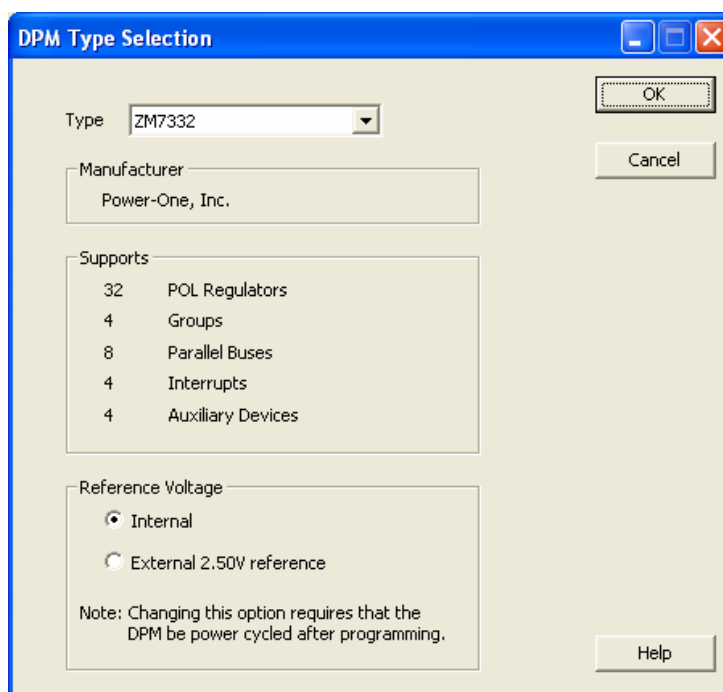 DPM Type Selection
OK
Type ZM7332
Cancel
Manufacturer
Power-One, Inc.
Supports
32 POL Regulators
4 Groups
8 Parallel Buses
4 Interrupts
4 Auxiliary Devices
Reference Voltage
Internal
External 2.50V reference
Note: Changing this option requires that the
DPM be power cycled after programming.
Help